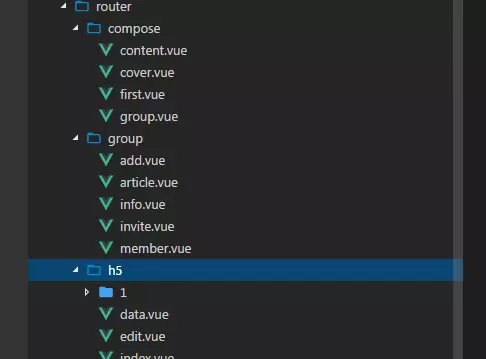 router
compose
content.vue
cover.vue
first.vue
group.vue
group
add.vue
article.vue
info.vue
invite.vue
member.vue
h5
1
data.vue
edit.vue
index.vue